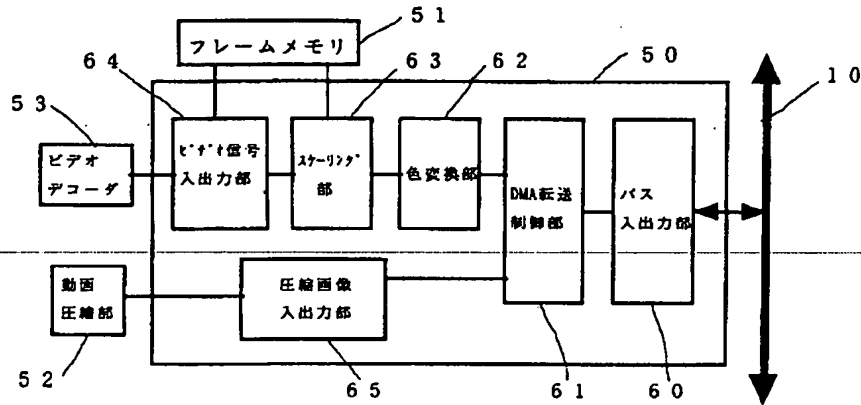 51
フレームメモリ
64
63
62
50
10
53
ビデオ
デコーダ
ビデオ信号
入出力部
スケーリング
部
色変換部
DMA転送
制御部
バス
入出力部
動画
圧縮部
圧縮画像
入出力部
52
65
61
60